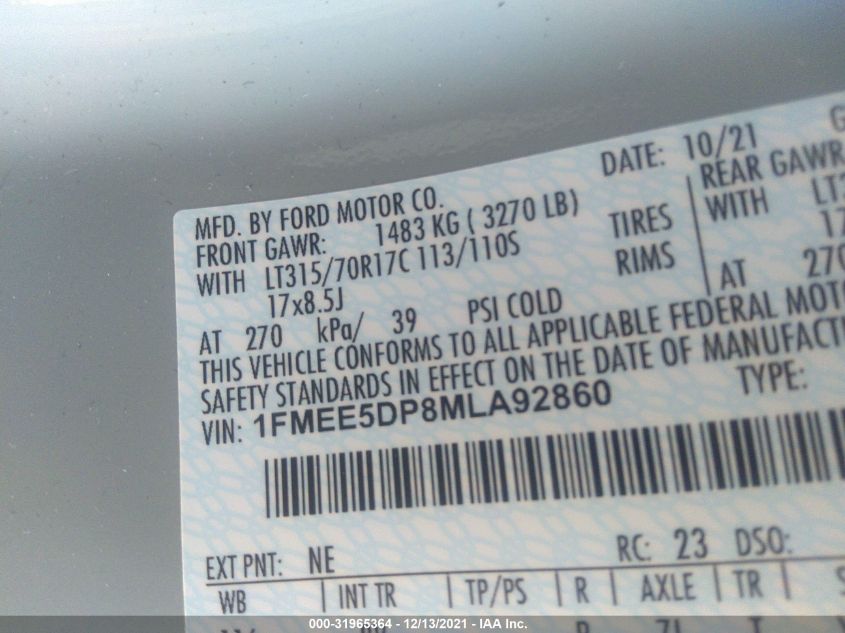 DATE: 10/21
MFD. BY FORD MOTOR CO.
FRONT GAWR: 1483 KG ( 3270 LB) REAR GAWR
WITH LT315/70R17C 113/110S TIRES WITH
17x8.5J RIMS
AT 270 kPa/ 39 PSI COLD AT 270
THIS VEHICLE CONFORMS TO ALL APPLICABLE FEDERAL
SAFETY STANDARDS IN EFFECT ON THE DATE OF
VIN: 1FMEE5DP8MLA92860 TYPE:
EXT PNT: NE RC: 23 DSO:
WB INT TR TP/PS R AXLE TR
000-31965364 - 12/13/2021 - IAA Inc.